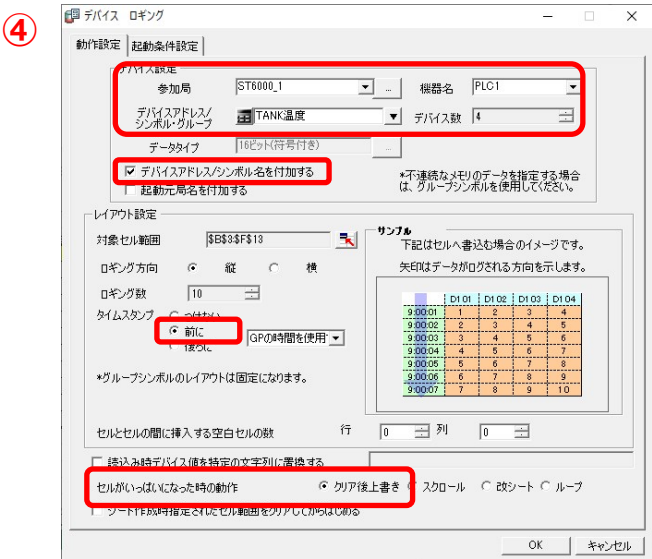 ④
デバイス ロギング
動作設定 起動条件設定
デバイス設定
参加局 ST6000_1 ... 機器名 PLC1
デバイスアドレス/
シンボル・グループ TANK温度 デバイス数 4
データタイプ 16ビット(符号付き) ...
デバイスアドレス/シンボル名を付加する
*不連続なメモリのデータを指定する場合
は、グループシンボルを使用してください。
起動元局名を付加する
レイアウト設定
対象セル範囲 $B$3:$F$13
ロギング方向 縦 横
ロギング数 10
タイムスタンプ つけない
前に
後ろに
GPの時間を使用
*グループシンボルのレイアウトは固定になります。
サンプル
下記はセルへ書込む場合のイメージです。
矢印はデータがログされる方向を示します。
D101 D102 D103 D104
9:00:01 1 2 3 4
9:00:02 2 3 4 5
9:00:03 3 4 5 6
9:00:04 4 5 6 7
9:00:05 5 6 7 8
9:00:06 6 7 8 9
9:00:07 7 8 9 10
セルとセルの間に挿入する空白セルの数 行 0 列 0
読込み時デバイス値を特定の文字列に置換する
セルがいっぱいになった時の動作 クリア後上書き スクロール 改シート ループ
シート作成時指定されたセル範囲をクリアしてからはじめる
OK キャンセル